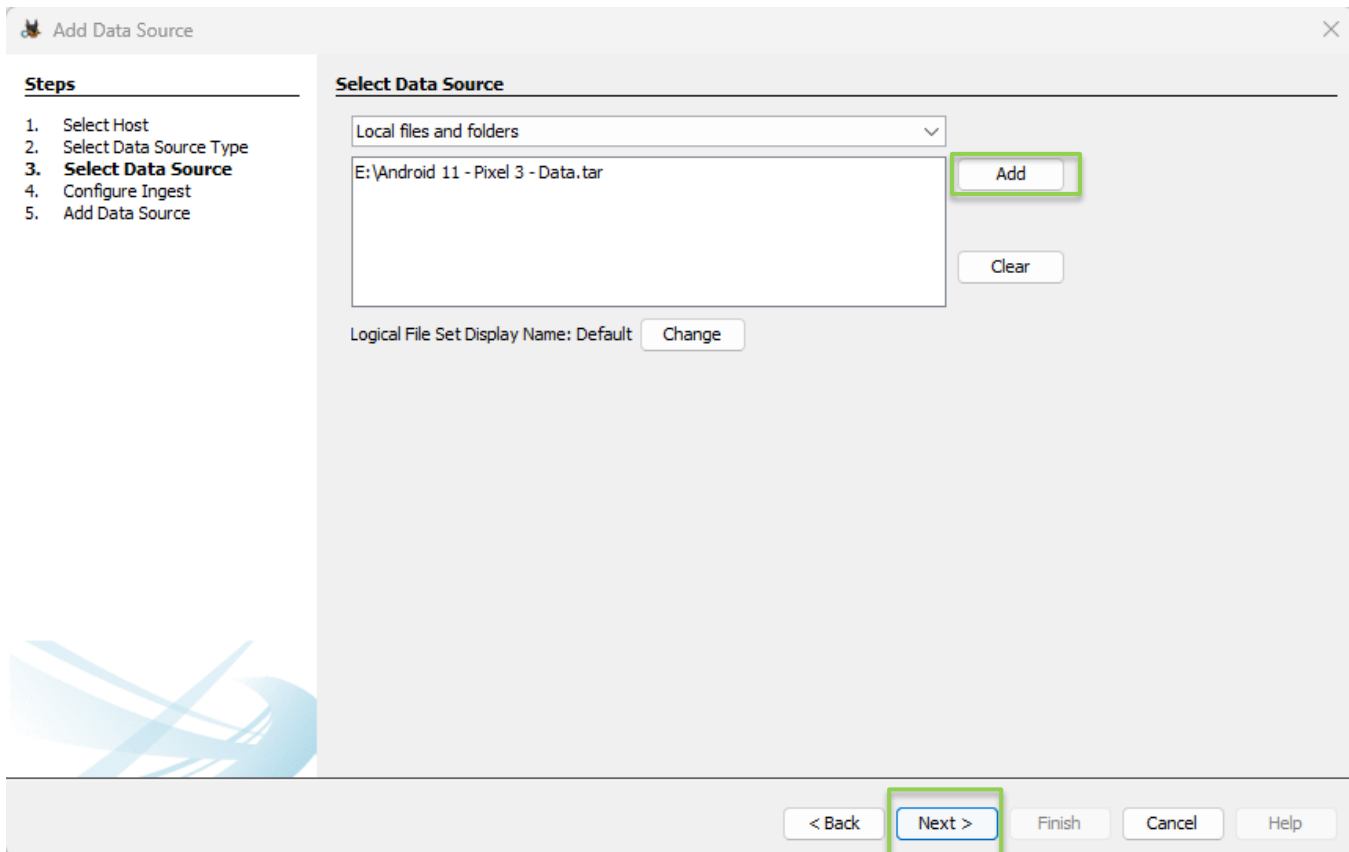 Add Data Source
Steps
1. Select Host
2. Select Data Source Type
3. Select Data Source
4. Configure Ingest
5. Add Data Source
Select Data Source
Local files and folders
E:\Android 11 - Pixel 3 - Data.tar
Add
Clear
Logical File Set Display Name: Default Change
< Back Next > Finish Cancel Help